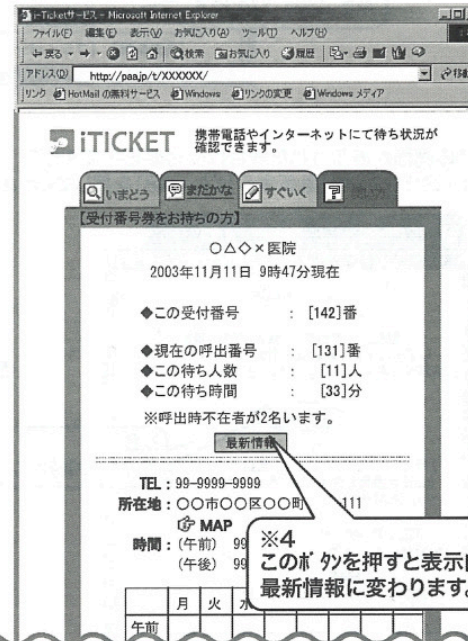 i-Ticketサービス - Microsoft Internet Explorer
ファイル(F) 編集(E) 表示(V) お気に入り(A) ツール(T) ヘルプ(H)
戻る 検索 お気に入り 履歴
アドレス(D) http://paa.jp/t/XXXXXX/ 移動
リンク HotMail の無料サービス Windows リンクの変更 Windows メディア
iTICKET 携帯電話やインターネットにて待ち状況が
確認できます。
いまどう まだかな すぐいく
【受付番号券をお持ちの方】
〇△◇×医院
2003年11月11日 9時47分現在
◆この受付番号 : [142]番
◆現在の呼出番号 : [131]番
◆この待ち人数 : [11]人
◆この待ち時間 : [33]分
※呼出時不在者が2名います。
最新情報
TEL : 99-9999-9999
所在地 : 〇〇市〇〇区〇〇町 111
MAP
時間 : (午前) 99
(午後) 99
※4
このボタンを押すと表示
最新情報に変わります。
月 火 水
午前